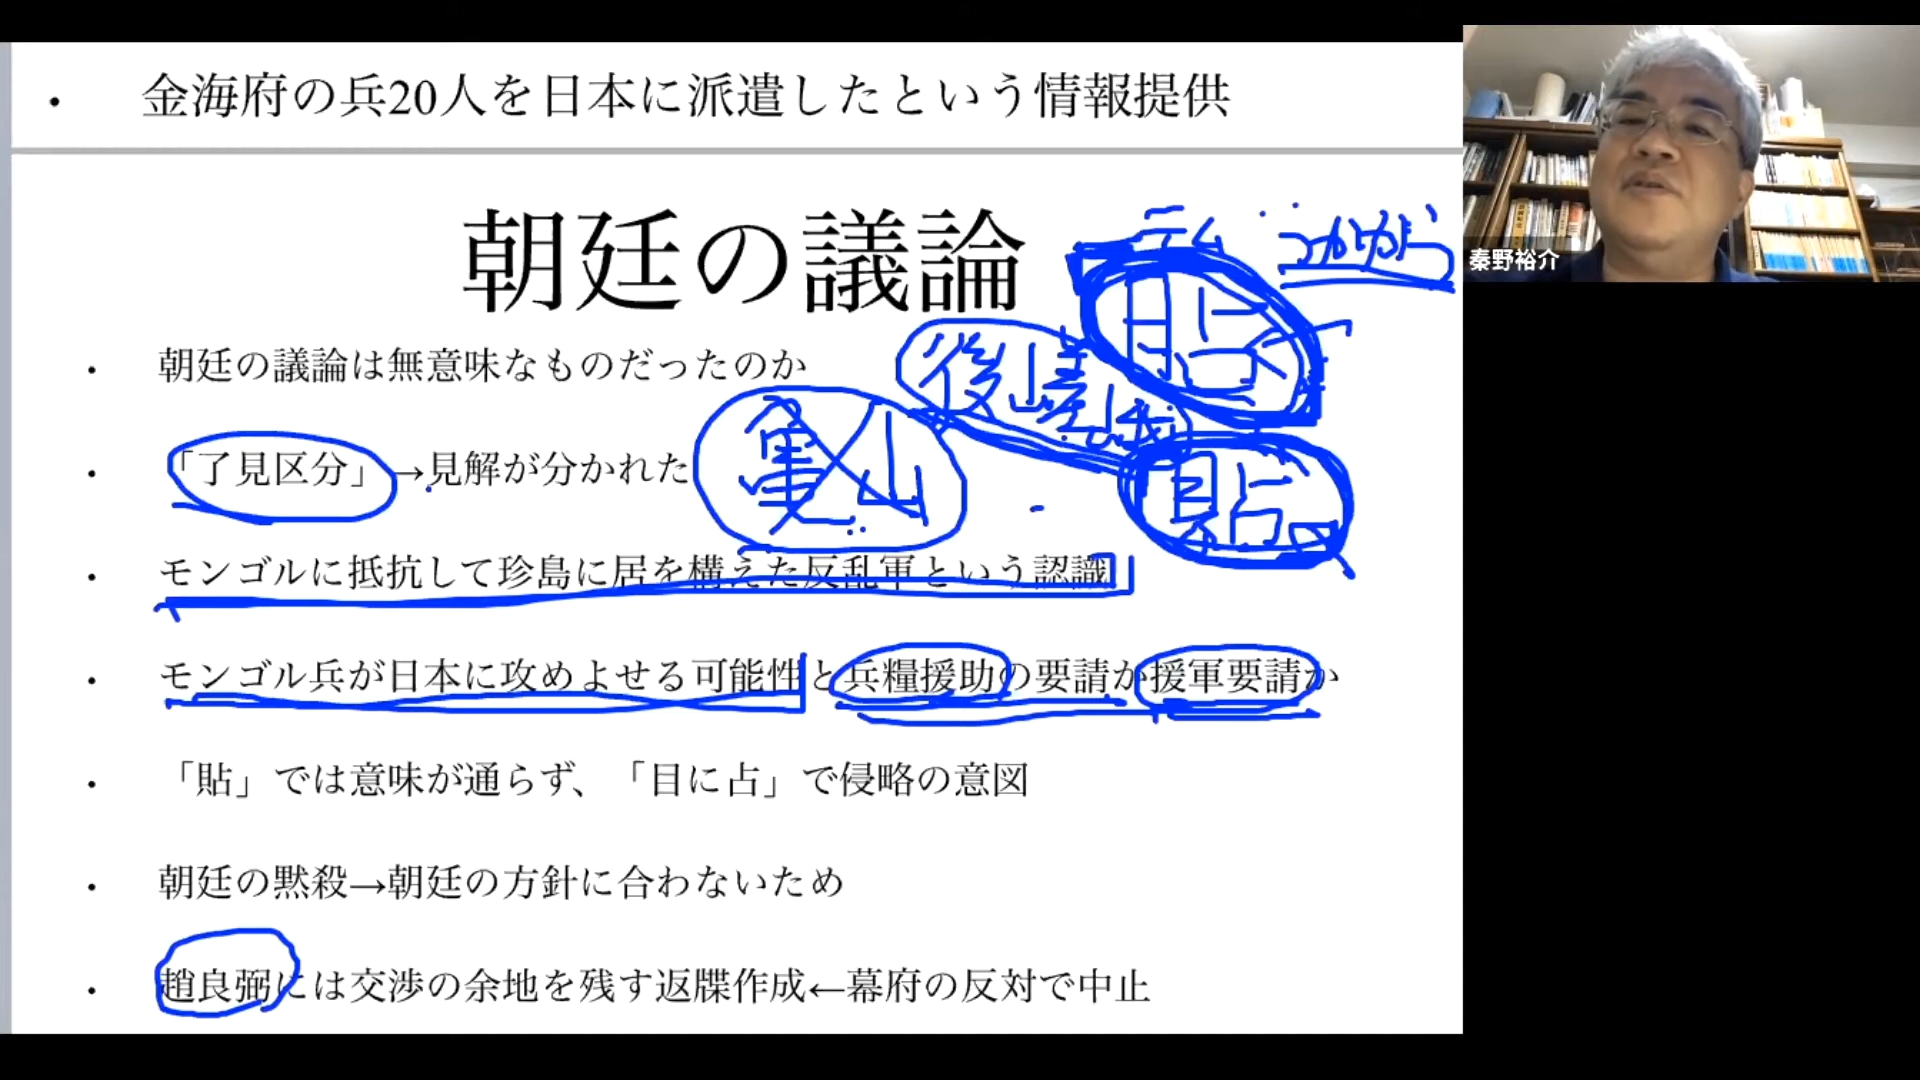 ・ 金海府の兵20人を日本に派遣したという情報提供
朝廷の議論
・ 朝廷の議論は無意味なものだったのか
・ 「了見区分」→見解が分かれた
・ モンゴルに抵抗して珍島に居を構えた反乱軍という認識
・ モンゴル兵が日本に攻めよせる可能性と兵糧援助の要請か援軍要請か
・ 「貼」では意味が通らず、「目に占」で侵略の意図
・ 朝廷の黙殺→朝廷の方針に合わないため
・ 趙良弼には交渉の余地を残す返牒作成←幕府の反対で中止
後嵯峨
亀山
貼
秦野裕介